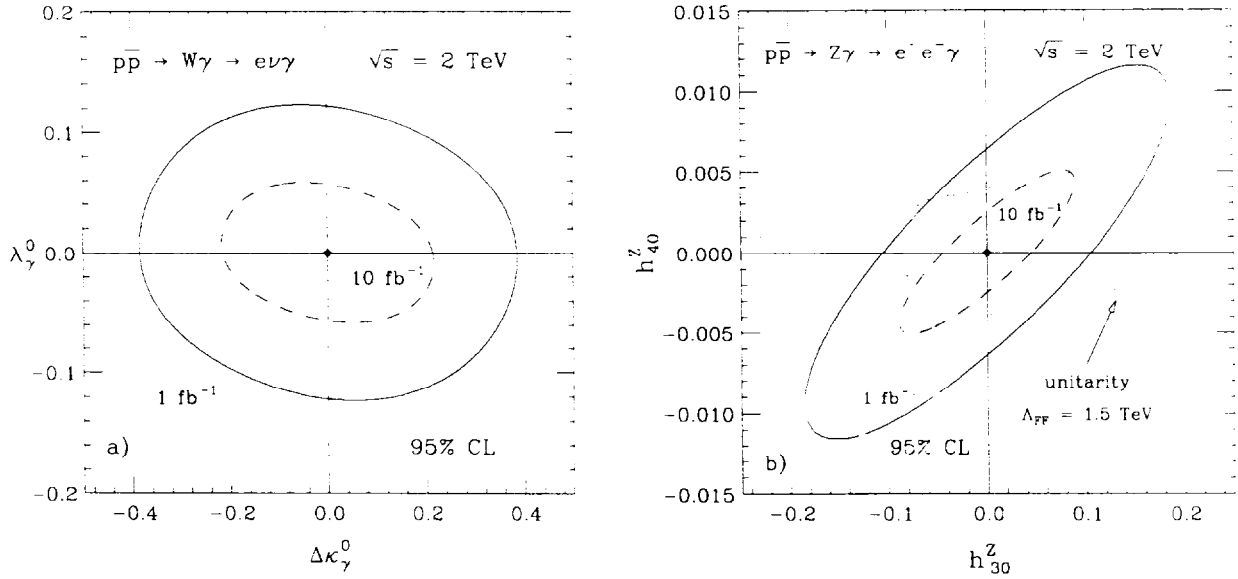 0.2
pp̅ → Wγ → eνγ √s = 2 TeV
0.1
λ⁰γ 0.0
10 fb⁻¹
-0.1
1 fb⁻¹
a) 95% CL
-0.2
-0.4 -0.2 0.0 0.2 0.4
Δκ⁰γ
0.015
pp̅ → Zγ → e⁻e⁻γ √s = 2 TeV
0.010
0.005
10 fb⁻¹
h^Z_40 0.000
-0.005
unitarity
1 fb⁻
Λ_FF = 1.5 TeV
-0.010
95% CL
b)
-0.015
-0.2 -0.1 0.0 0.1 0.2
h^Z_30